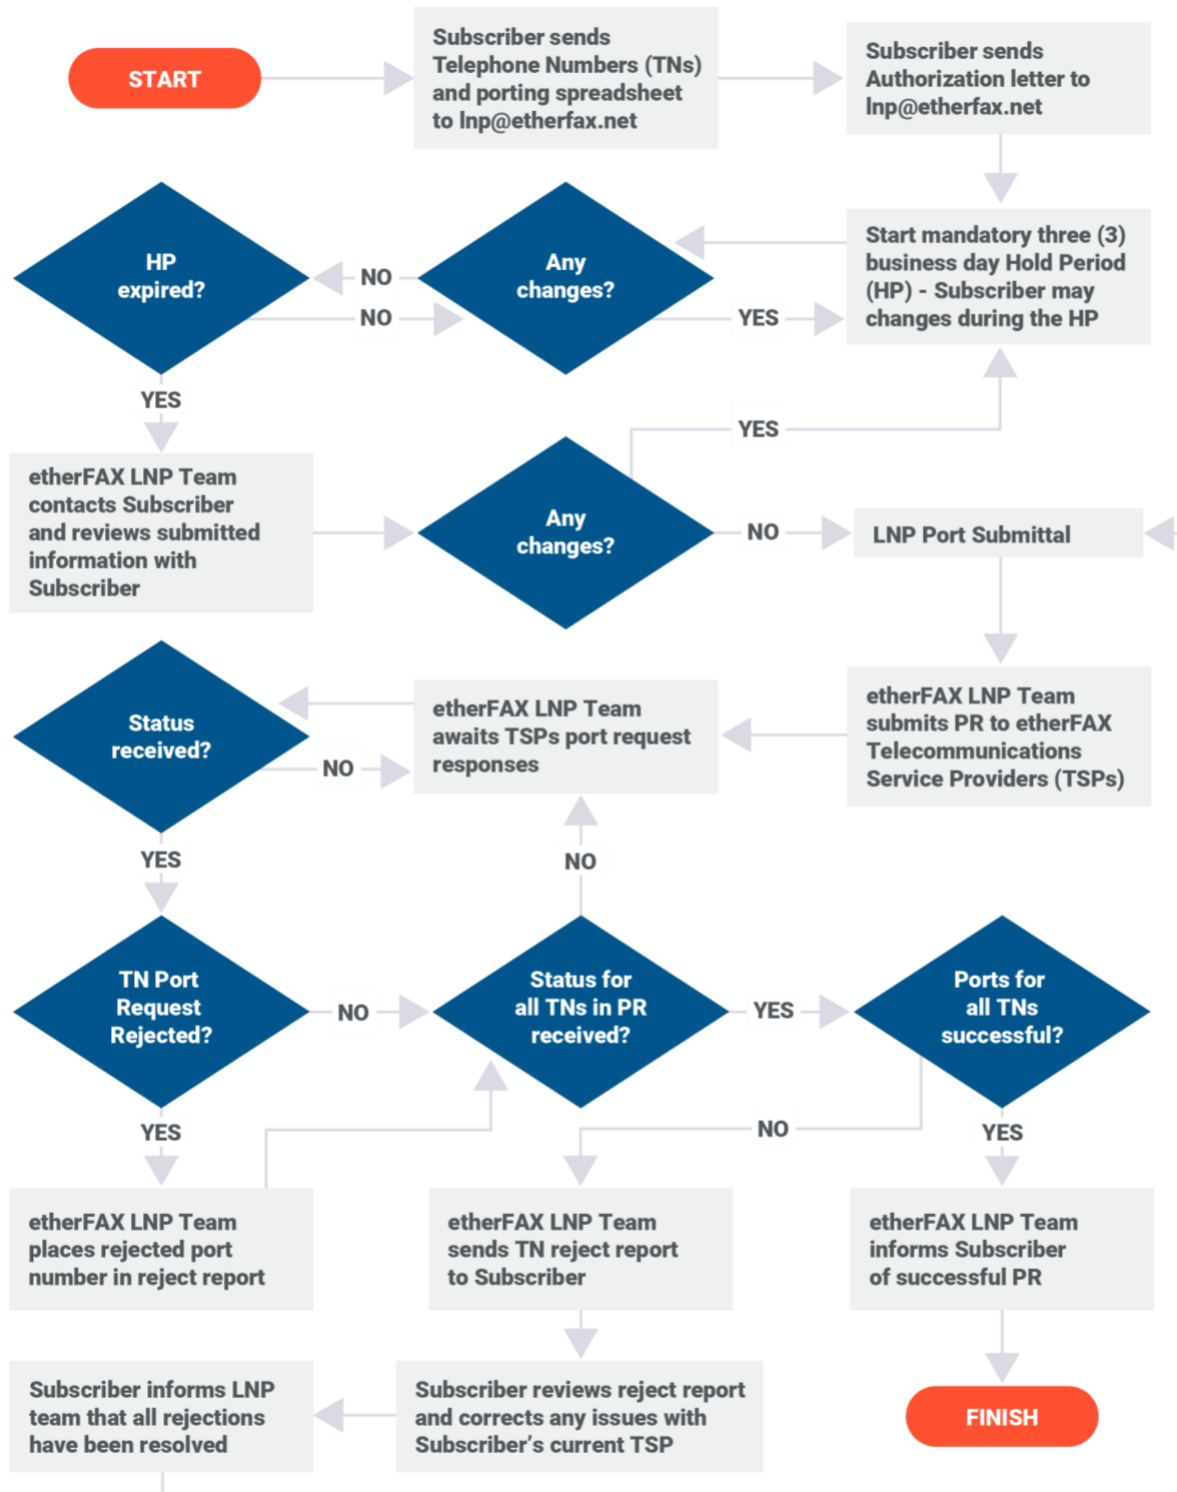 START
Subscriber sends
Telephone Numbers (TNs)
and porting spreadsheet
to lnp@etherfax.net
Subscriber sends
Authorization letter to
lnp@etherfax.net
HP
expired?
NO
NO
Any
changes?
YES
Start mandatory three (3)
business day Hold Period
(HP) - Subscriber may
changes during the HP
YES
YES
etherFAX LNP Team
contacts Subscriber
and reviews submitted
information with
Subscriber
Any
changes?
NO
LNP Port Submittal
Status
received?
NO
etherFAX LNP Team
awaits TSPs port request
responses
etherFAX LNP Team
submits PR to etherFAX
Telecommunications
Service Providers (TSPs)
YES
NO
TN Port
Request
Rejected?
NO
Status for
all TNs in PR
received?
YES
Ports for
all TNs
successful?
YES
NO
YES
etherFAX LNP Team
places rejected port
number in reject report
etherFAX LNP Team
sends TN reject report
to Subscriber
etherFAX LNP Team
informs Subscriber
of successful PR
Subscriber informs LNP
team that all rejections
have been resolved
Subscriber reviews reject report
and corrects any issues with
Subscriber's current TSP
FINISH